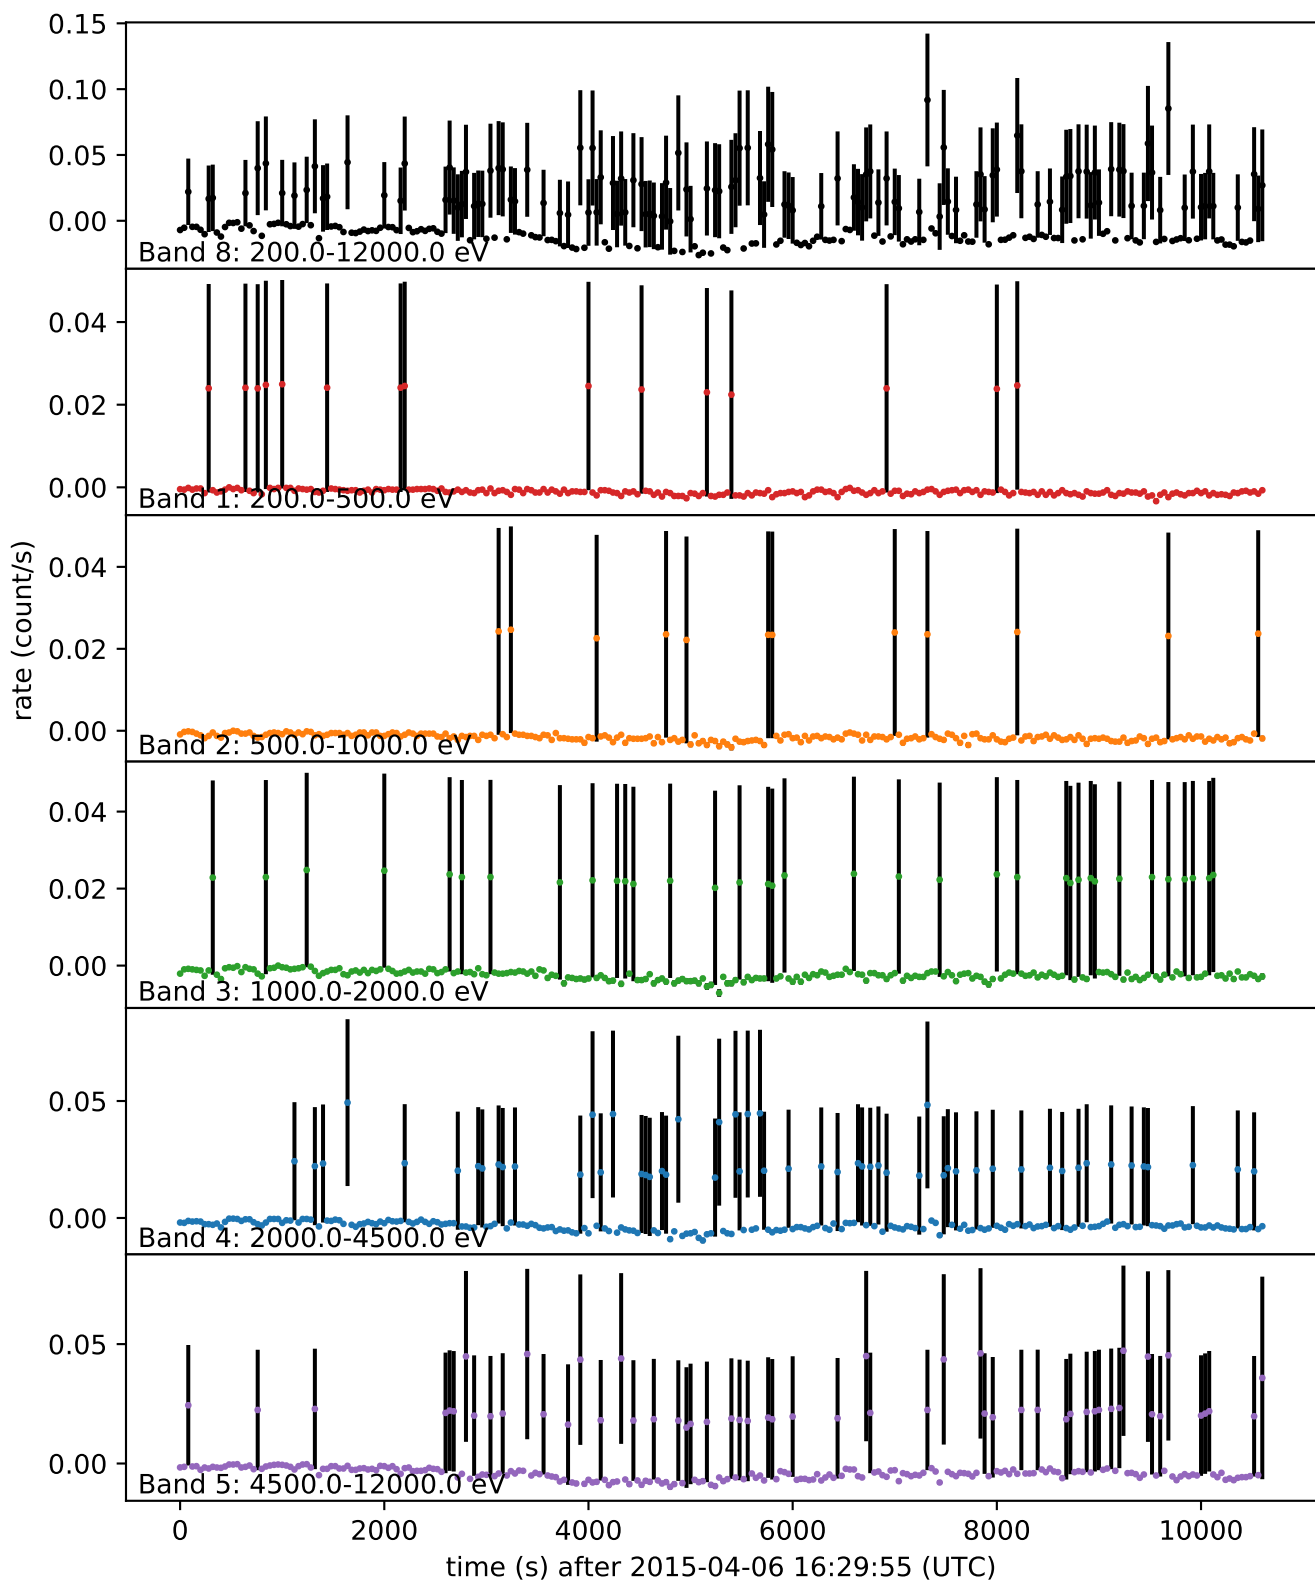 0.15
0.10
0.05
0.00
Band 8: 200.0-12000.0 eV
0.04
0.02
0.00
Band 1: 200.0-500.0 eV
rate (count/s)
0.04
0.02
0.00
Band 2: 500.0-1000.0 eV
0.04
0.02
0.00
Band 3: 1000.0-2000.0 eV
0.05
0.00
Band 4: 2000.0-4500.0 eV
0.05
0.00
Band 5: 4500.0-12000.0 eV
0 2000 4000 6000 8000 10000
time (s) after 2015-04-06 16:29:55 (UTC)